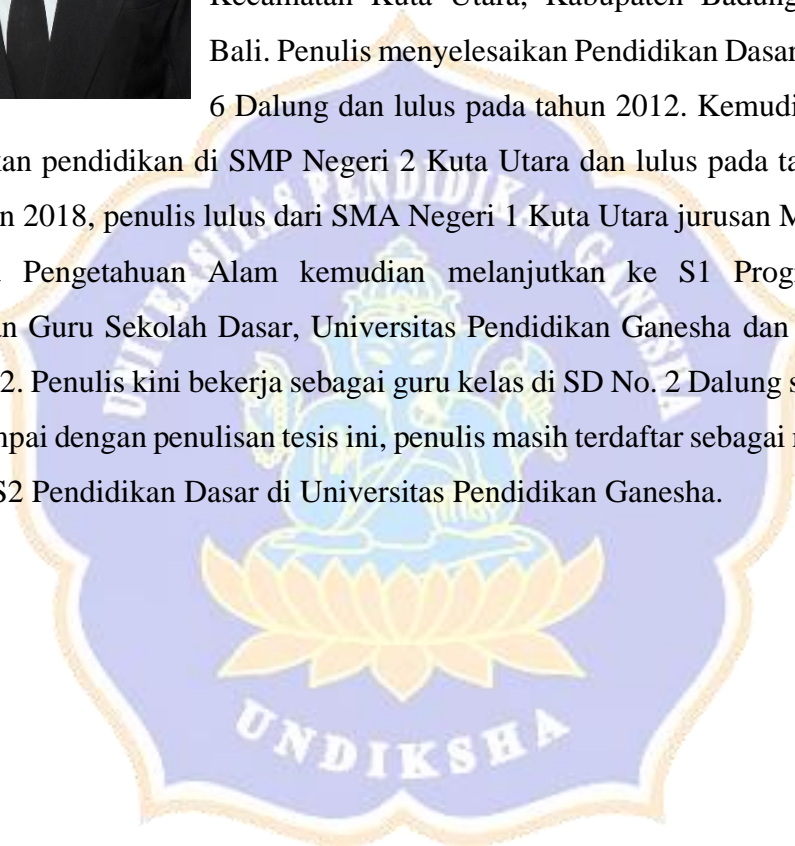 Kecamatan Kuta Utara, Kabupaten Badung
Bali. Penulis menyelesaikan Pendidikan Dasar
6 Dalung dan lulus pada tahun 2012. Kemudi
kan pendidikan di SMP Negeri 2 Kuta Utara dan lulus pada ta
n 2018, penulis lulus dari SMA Negeri 1 Kuta Utara jurusan M
Pengetahuan Alam kemudian melanjutkan ke S1 Prog
n Guru Sekolah Dasar, Universitas Pendidikan Ganesha dan
2. Penulis kini bekerja sebagai guru kelas di SD No. 2 Dalung s
mpai dengan penulisan tesis ini, penulis masih terdaftar sebagai
S2 Pendidikan Dasar di Universitas Pendidikan Ganesha.
UNIVERSITAS PENDIDIKAN GANESHA
UNDIKSHA